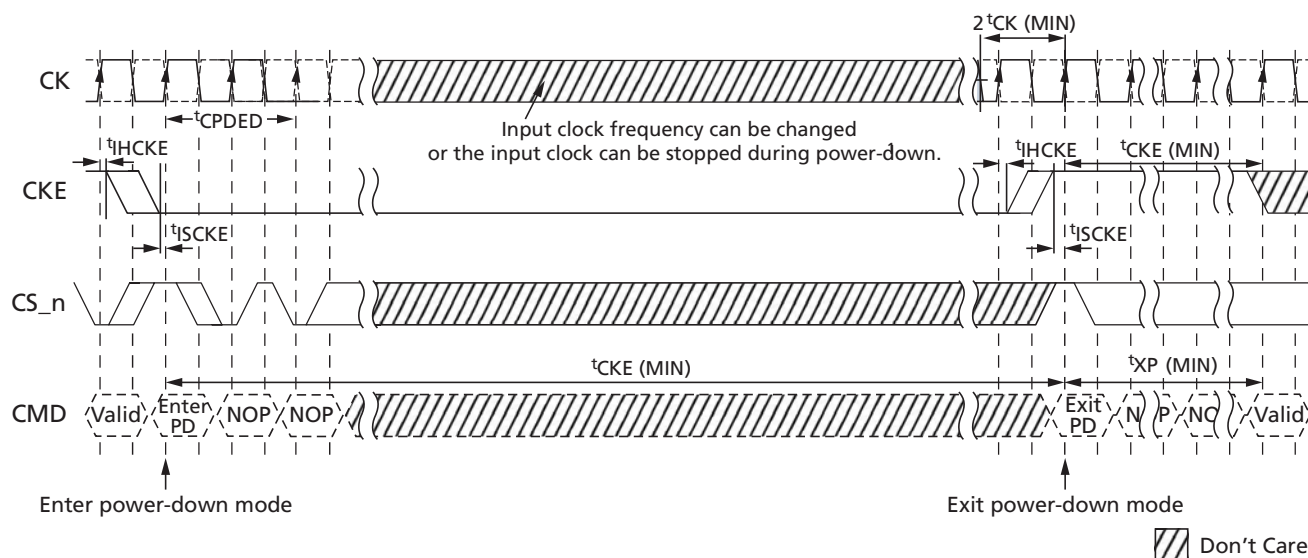 2 tCK (MIN)
CK
tCPDED
Input clock frequency can be changed
or the input clock can be stopped during power-down.1
tIHCKE
tIHCKE
tCKE (MIN)
CKE
tISCKE
tISCKE
CS_n
tCKE (MIN)
tXP (MIN)
CMD
Valid
Enter
PD
NOP
NOP
Exit
PD
N
P
NO
Valid
Enter power-down mode
Exit power-down mode
Don't Care